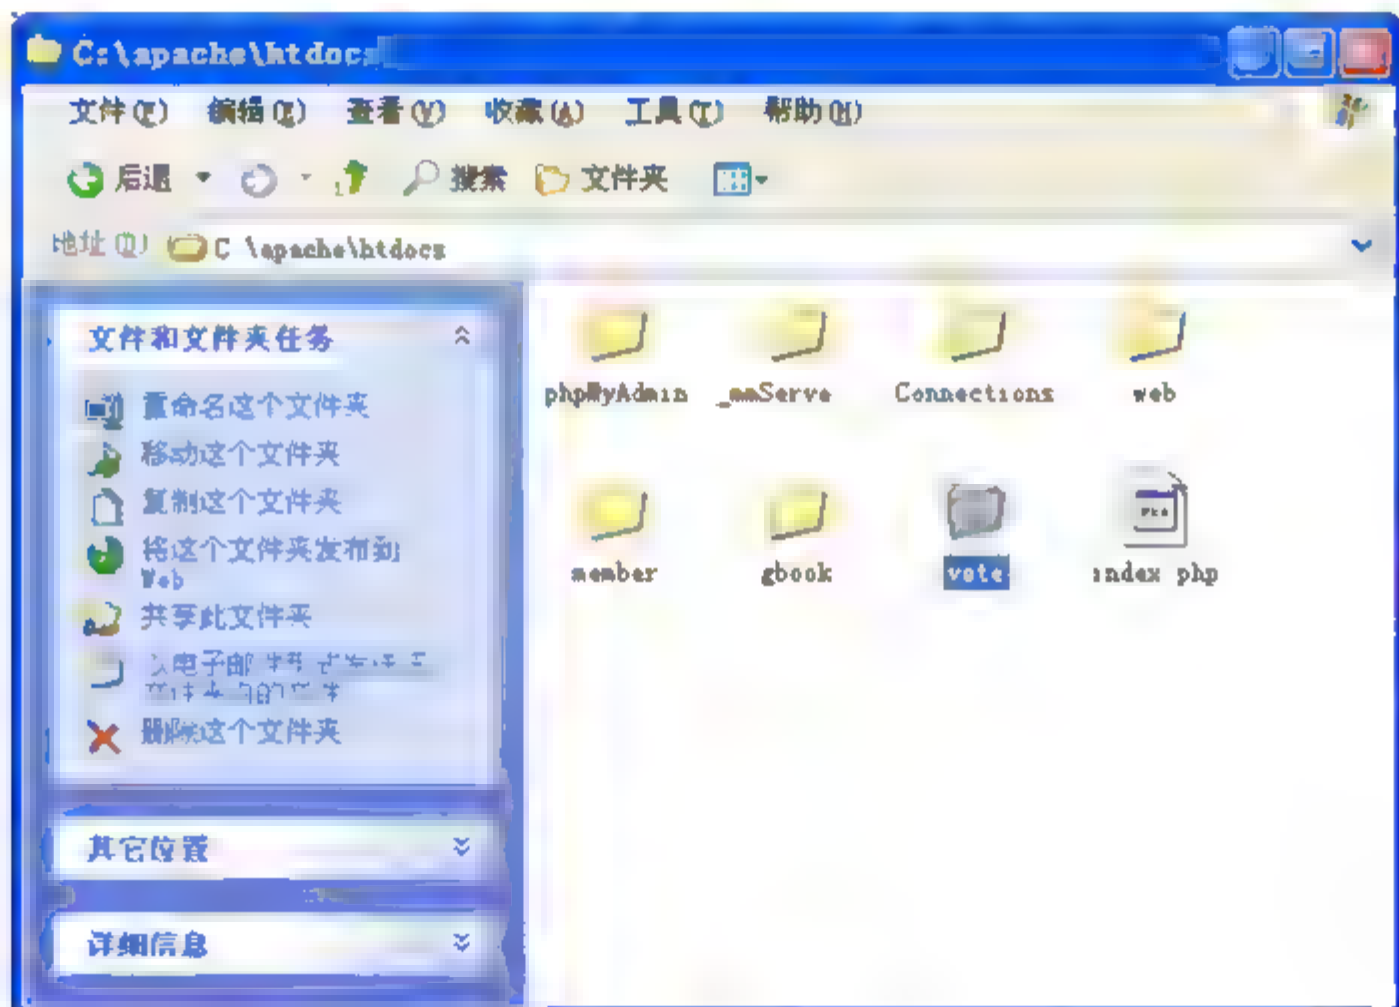 C:\apache\htdocs
文件(F) 编辑(E) 查看(V) 收藏(A) 工具(T) 帮助(H)
后退 搜索 文件夹
地址(D) C \apache\htdocs
文件和文件夹任务
重命名这个文件夹
移动这个文件夹
复制这个文件夹
将这个文件夹发布到
Web
共享此文件夹
删除这个文件夹
其它位置
详细信息
phpMyAdmin _mmServe Connections web
member gbook vote index php